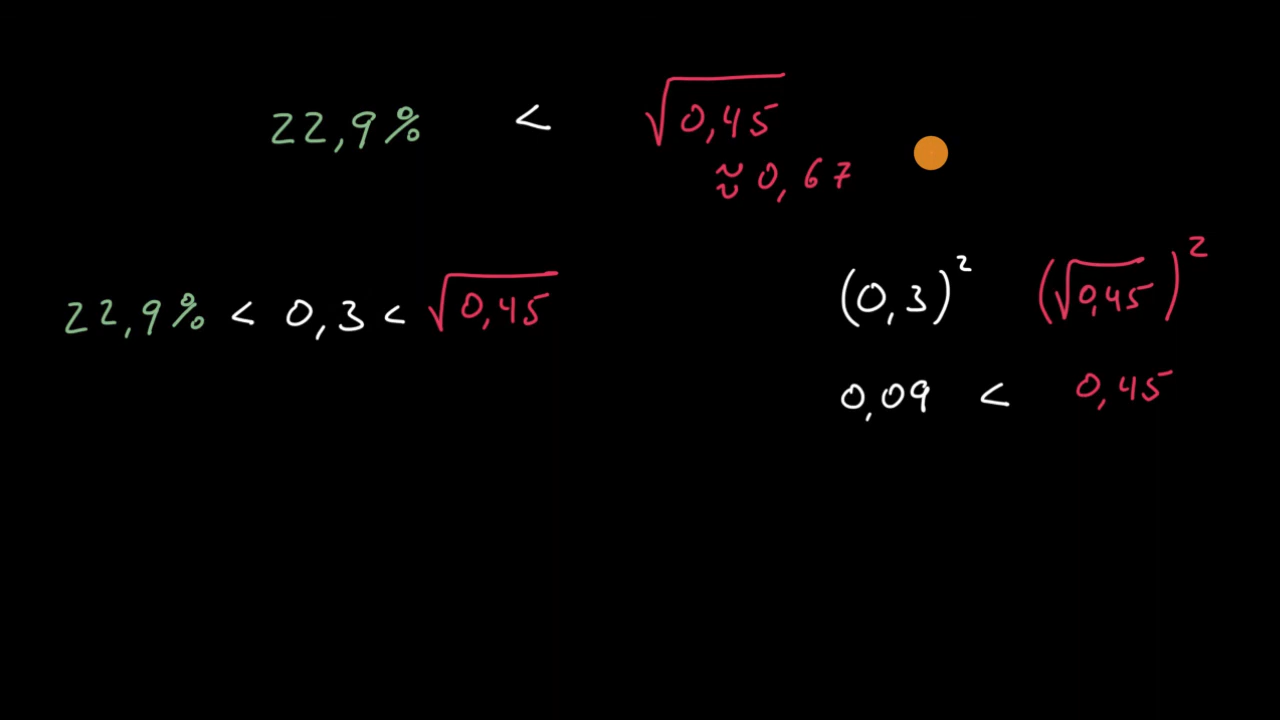 22,9% < √0,45
≈ 0,67
22,9% < 0,3 < √0,45
(0,3)² (√0,45)²
0,09 < 0,45